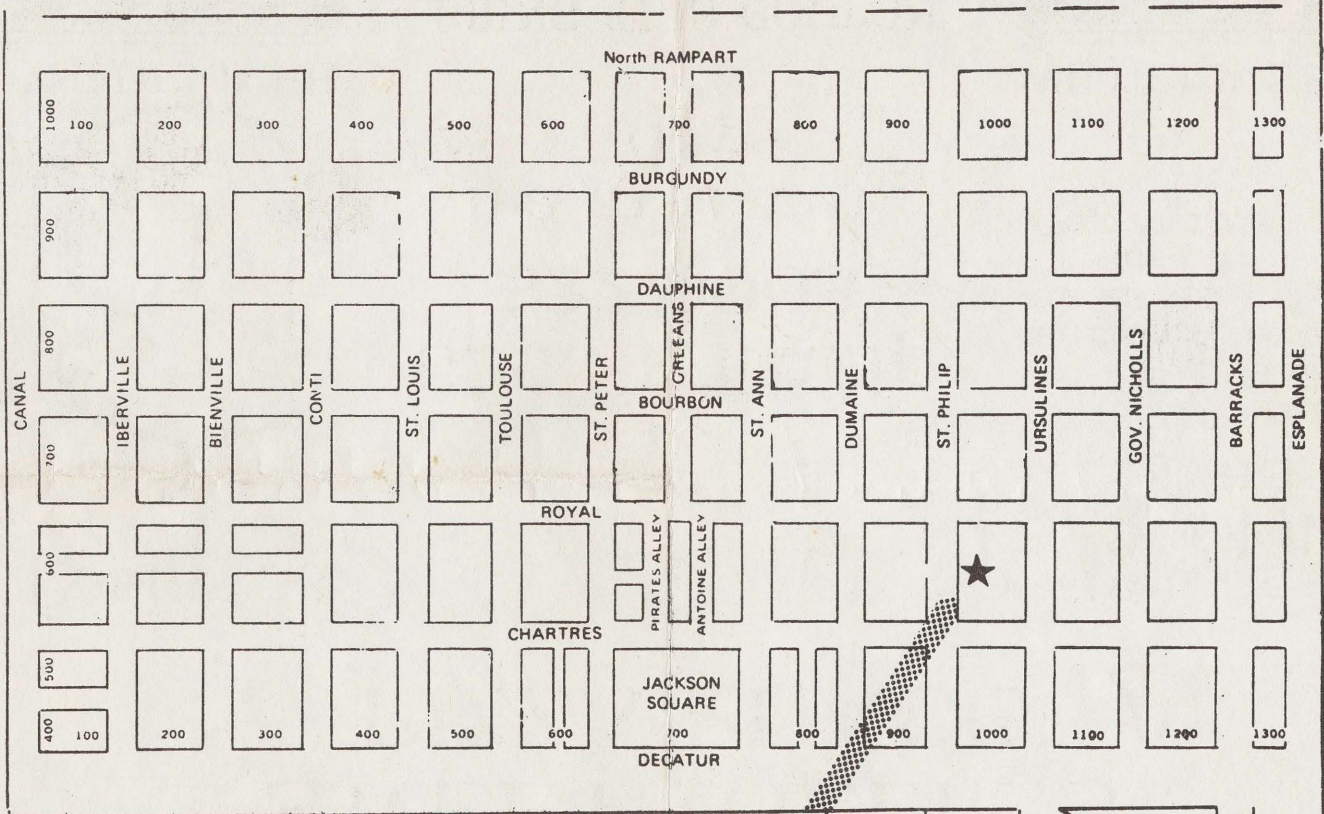 North RAMPART
1000
100 200 300 400 500 600 700 800 900 1000 1100 1200 1300
BURGUNDY
900
DAUPHINE
800
ORLEANS
CANAL
IBERVILLE
BIENVILLE
CONTI
ST. LOUIS
TOULOUSE
ST. PETER
BOURBON
ST. ANN
DUMAINE
ST. PHILIP
URSULINES
GOV. NICHOLLS
BARRACKS
ESPLANADE
700
ROYAL
600
PIRATES ALLEY
ANTOINE ALLEY
CHARTRES
500
JACKSON
SQUARE
400
100 200 300 400 500 600 700 800 900 1000 1100 1200 1300
DECATUR